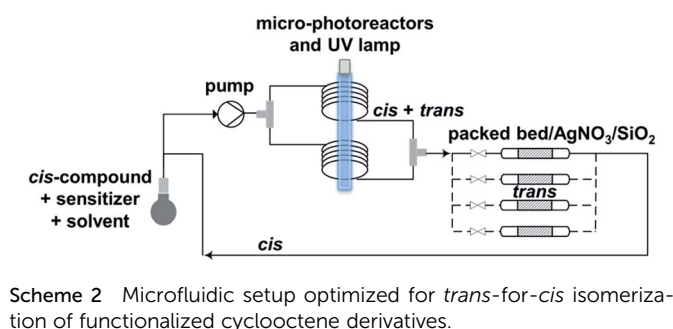 micro-photoreactors
and UV lamp
pump
cis + trans
packed bed/AgNO₃/SiO₂
cis-compound
+ sensitizer
+ solvent
trans
cis
Scheme 2 Microfluidic setup optimized for trans-for-cis isomeriza-
tion of functionalized cyclooctene derivatives.